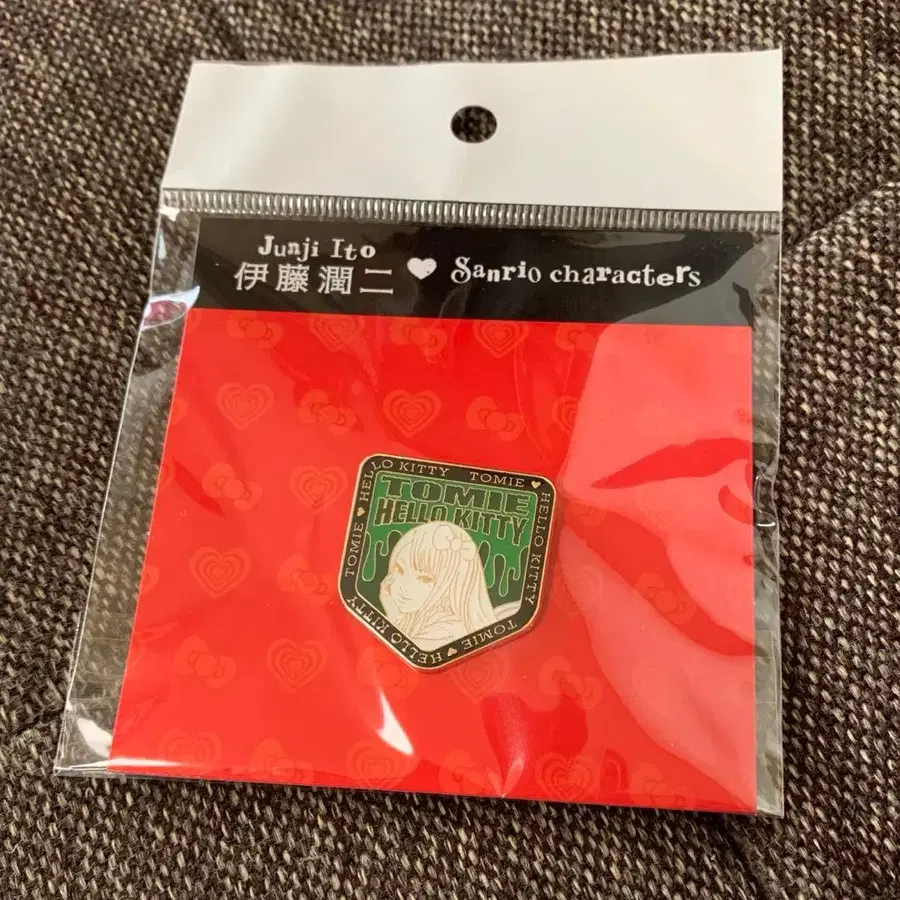 Junji Ito
伊藤潤二 ♥ Sanrio characters
TOMIE ♥ HELLO KITTY TOMIE ♥ HELLO KITTY
TOMIE ♥ HELLO KITTY
TOMIE
HELLO KITTY